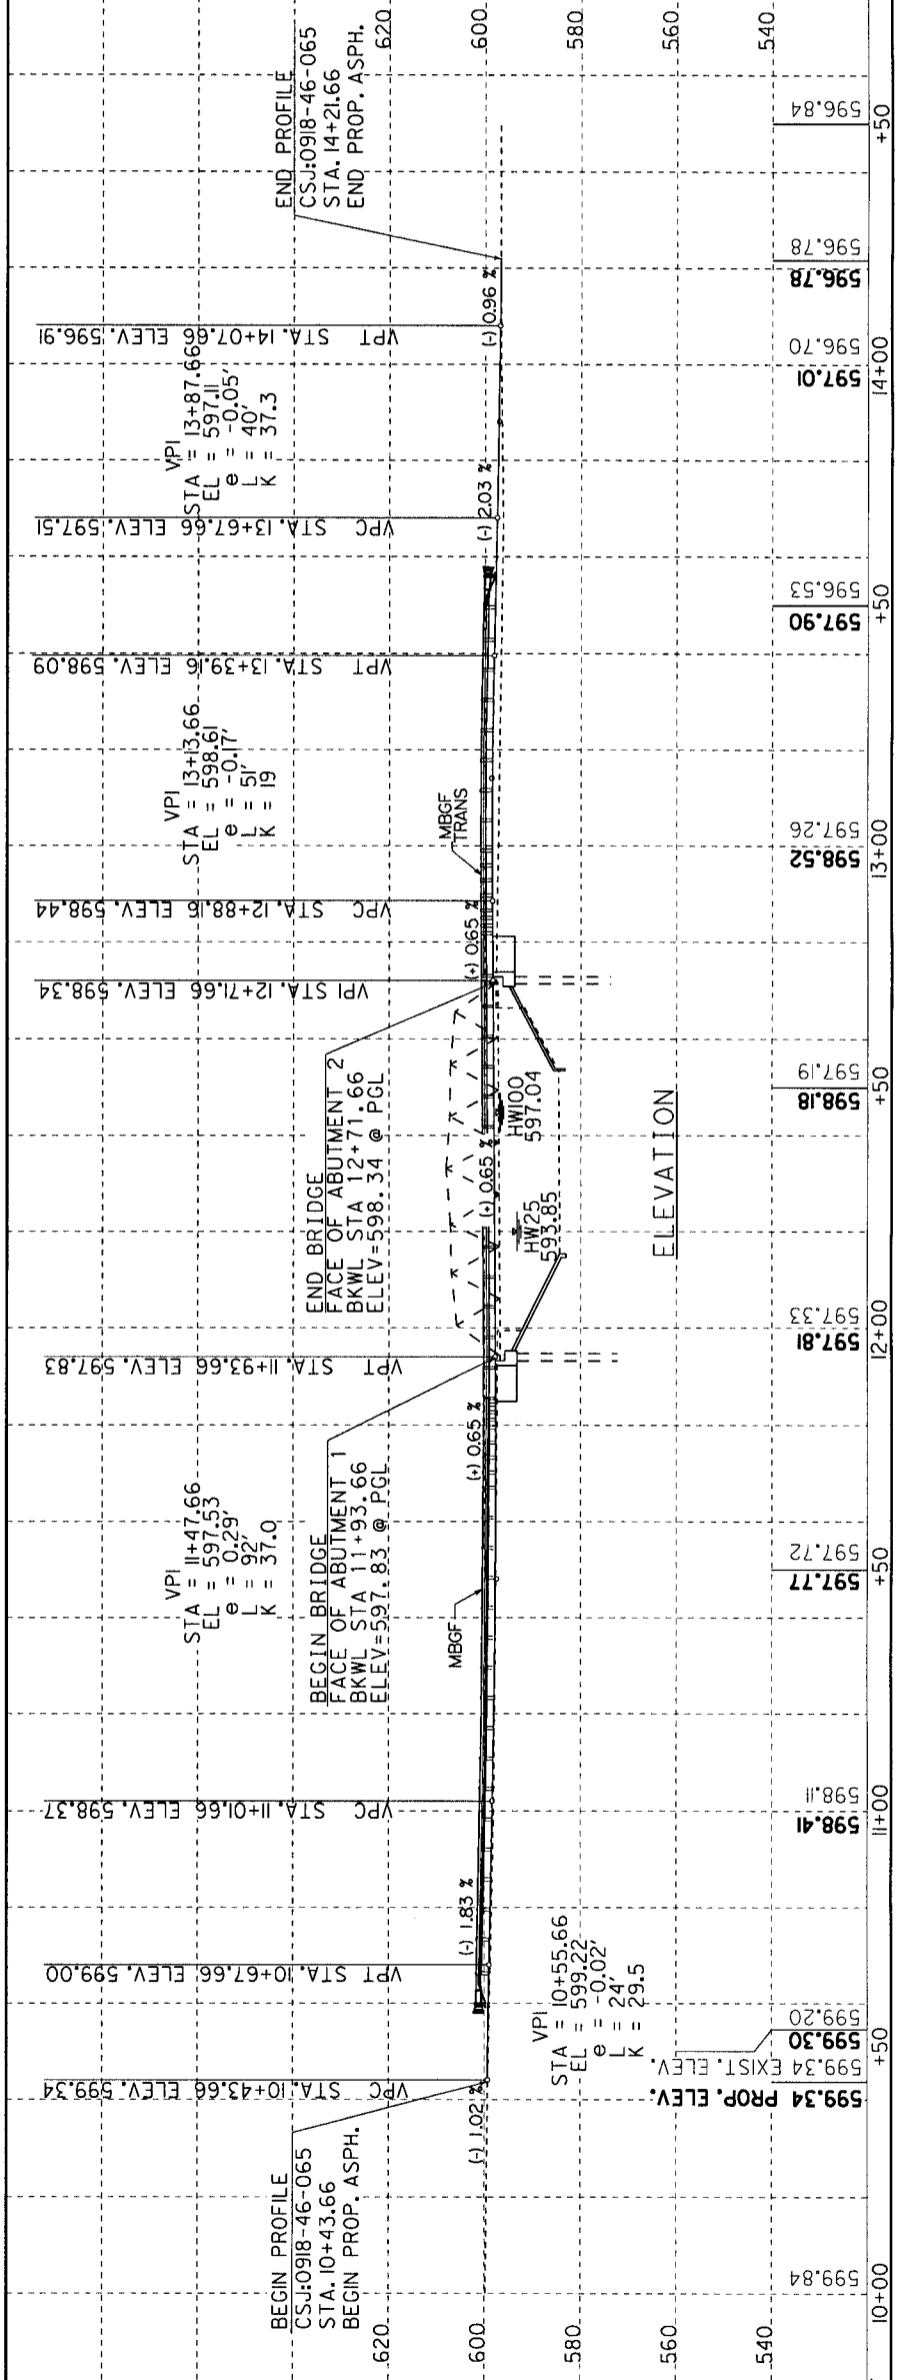 BEGIN PROFILE
CSJ:0918-46-065
STA. 10+43.66
BEGIN PROP. ASPH.
VPC STA. 10+43.66 ELEV. 599.34
VPT STA. 10+67.66 ELEV. 599.00
VPC STA. 11+01.66 ELEV. 598.37
VPI
STA = 11+47.66
EL = 597.53
e = 0.29'
L = 92'
K = 37.0
BEGIN BRIDGE
FACE OF ABUTMENT 1
BKWL STA 11+93.66
ELEV=597.83 @ PGL
VPT STA. 11+93.66 ELEV. 597.83
END BRIDGE
FACE OF ABUTMENT 2
BKWL STA 12+71.66
ELEV=598.34 @ PGL
VPI STA. 12+71.66 ELEV. 598.34
VPC STA. 12+88.16 ELEV. 598.44
VPI
STA = 13+13.66
EL = 598.61
e = -0.17'
L = 51'
K = 19
VPT STA. 13+39.16 ELEV. 598.09
VPC STA. 13+67.66 ELEV. 597.51
VPI
STA = 13+87.66
EL = 597.11
e = -0.05'
L = 40'
K = 37.3
VPT STA. 14+07.66 ELEV. 596.91
END PROFILE
CSJ:0918-46-065
STA. 14+21.66
END PROP. ASPH.
620
600
580
560
540
620
600
580
560
540
(-) 1.02 %
(-) 1.83 %
MBGF
(+) 0.65 %
(+) 0.65 %
(+) 0.65 %
MBGF
TRANS
(-) 2.03 %
(-) 0.96 %
VPI
STA = 10+55.66
EL = 599.22
e = -0.02'
L = 24'
K = 29.5
HW25
593.85
HW100
597.04
ELEVATION
599.84
599.34 PROP. ELEV.
599.34 EXIST. ELEV.
599.30
599.20
598.41
598.11
597.77
597.72
597.81
597.33
598.18
597.19
598.52
597.26
597.90
596.53
597.01
596.70
596.78
596.78
596.84
10+00
+50
11+00
+50
12+00
+50
13+00
+50
14+00
+50